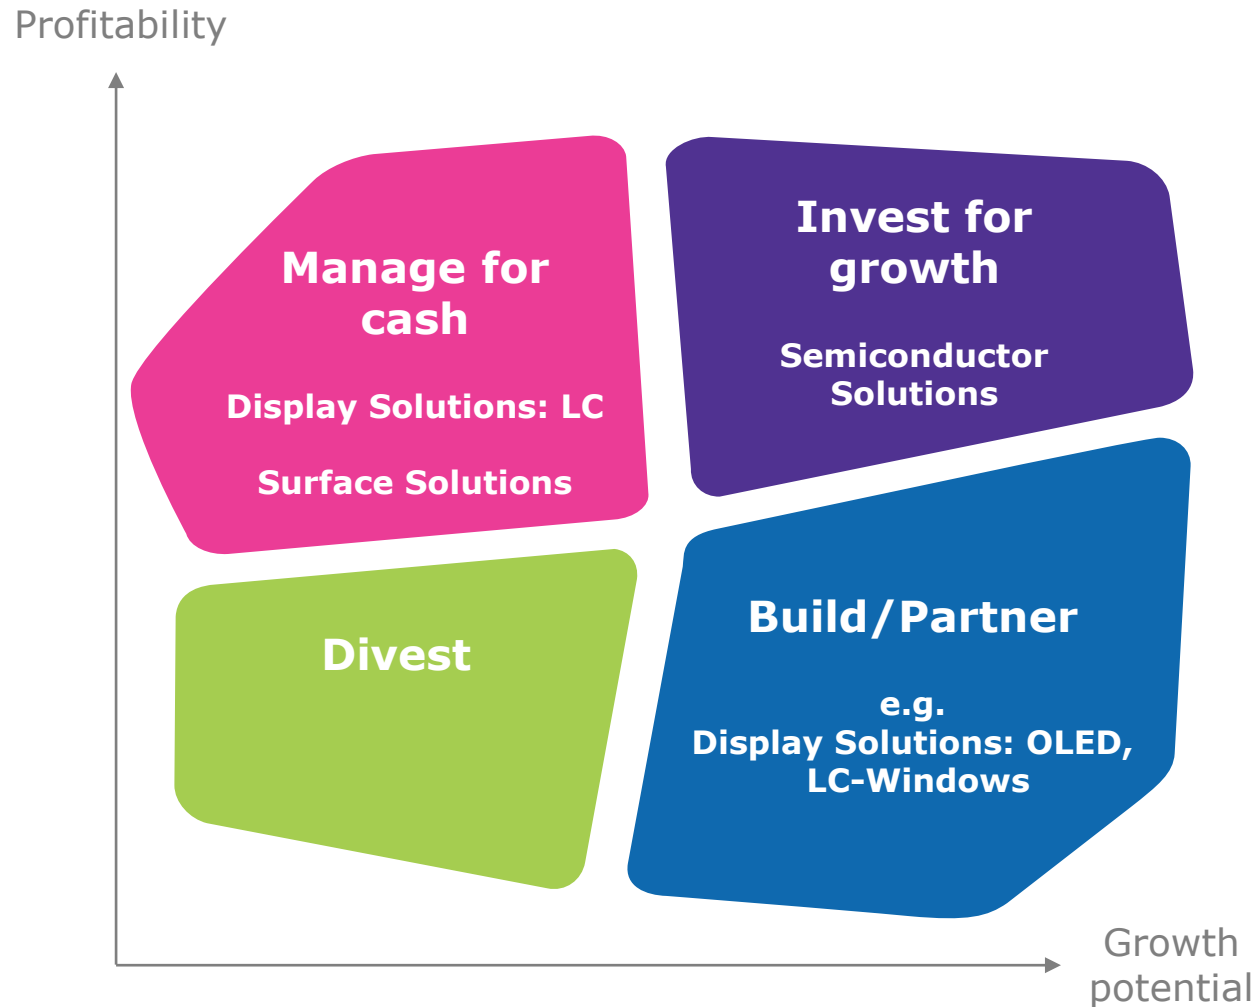 Profitability
Manage for
cash
Display Solutions: LC
Surface Solutions
Invest for
growth
Semiconductor
Solutions
Divest
Build/Partner
e.g.
Display Solutions: OLED,
LC–Windows
Growth
potential